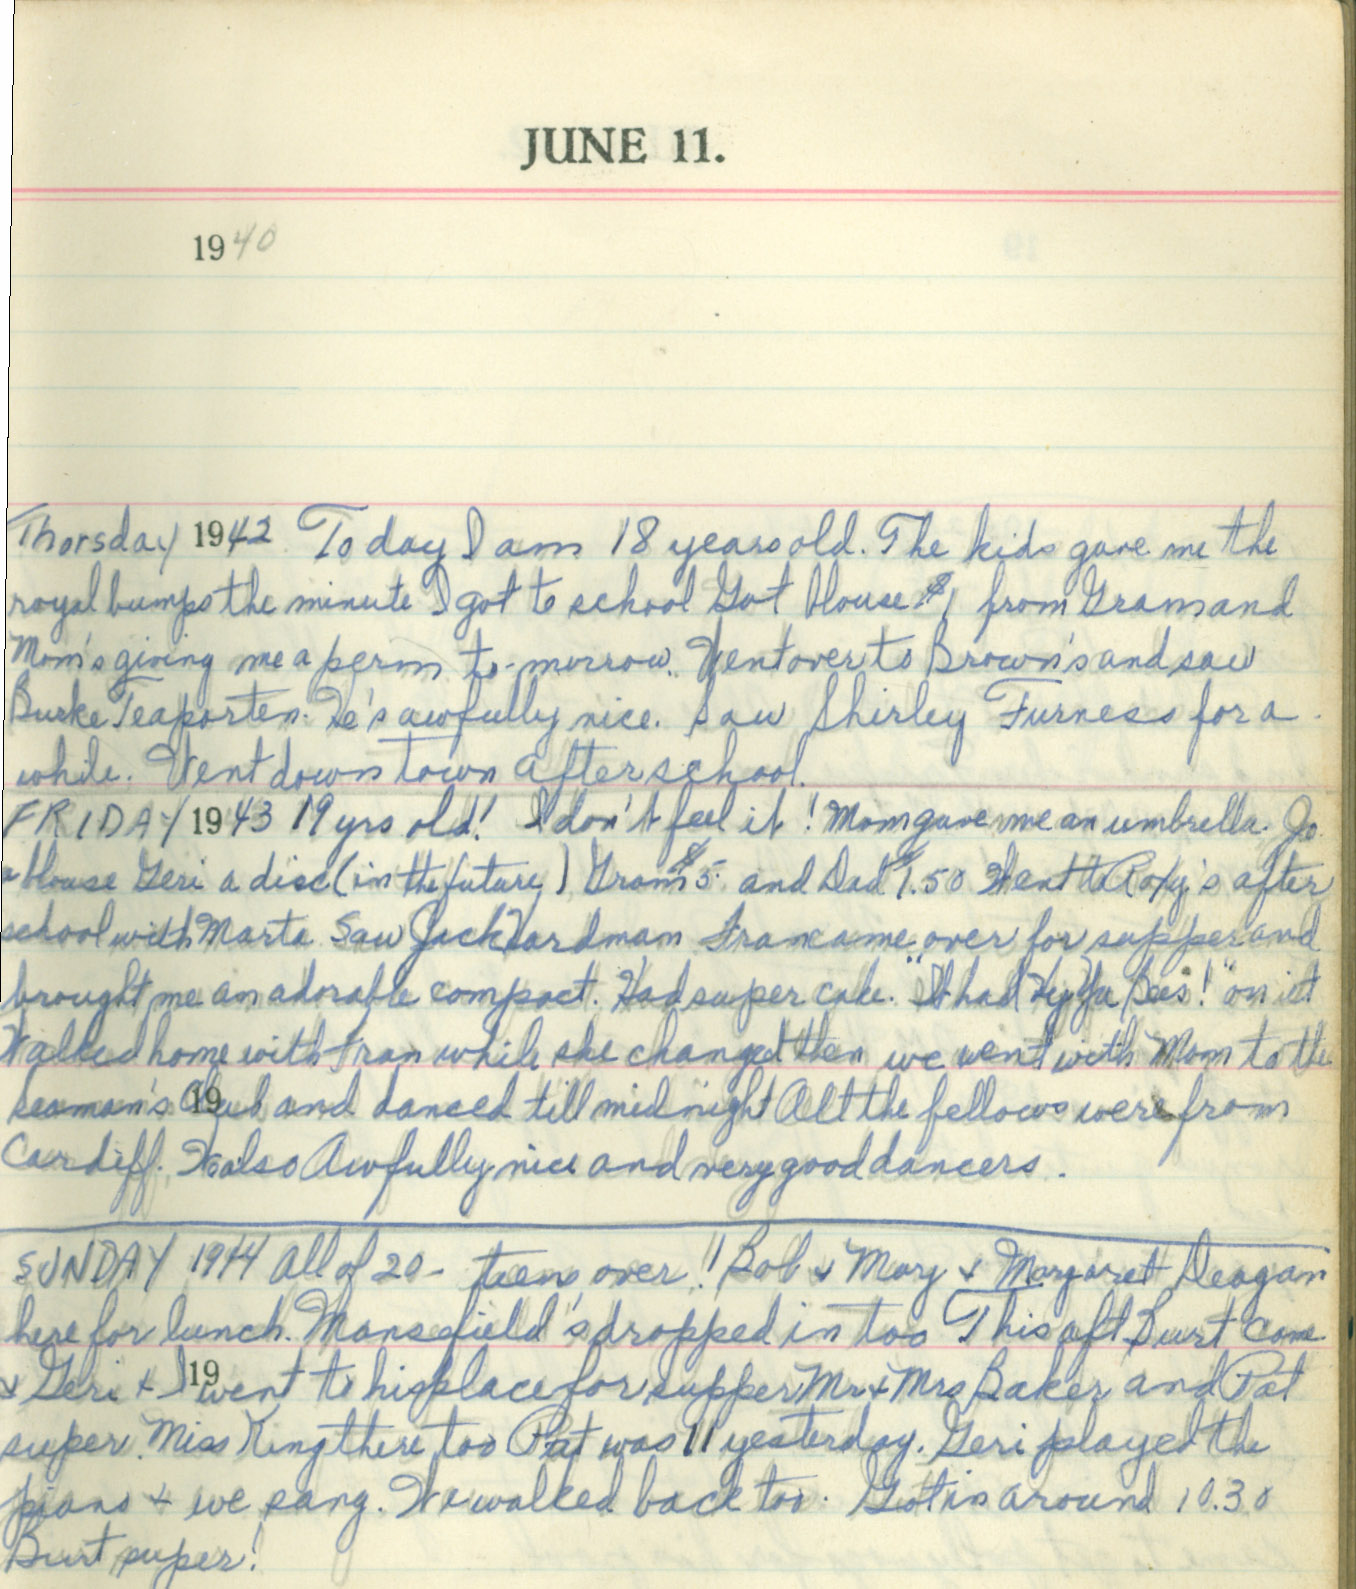 JUNE 11.
1940
Thorsday 1942 Today I am 18 years old. The kids gave me the
royal bumps the minute I got to school Got blouse $1 from Gram and
Mom's giving me a perm to-morrow. Went over to Brown's and saw
Burke Teaporten. He's awfully nice. Saw Shirley Furness for a
while. Went down town after school.
FRIDAY 1943 19 yrs old! I don't feel it! Mom gave me an umbrella. Jo
a blouse Geri a disc (in the future) Gram $5. and Dad $1.50 Went to Roxy's after
school with Marta Saw Jack Hardman Fran came over for supper and
brought me an adorable compact. Had super cake. "It had Hy Ya Bes!" on it
Walked home with Fran while she changed then we went with Mom to the
Seaman's 19 Club and danced till midnight All the fellows were from
Cardiff. Awfully nice and very good dancers.
SUNDAY 1944 All of 20 - teens over!! Bob & Mary & Margaret Deagan
here for lunch. Mansfield's dropped in too This aft Burt came
& Geri & I 19 went to his place for supper Mr & Mrs Baker and Pat
super. Miss King there too Pat was 11 yesterday. Geri played the
piano & we sang. We walked back too. Got in around 10.30
Burt super!